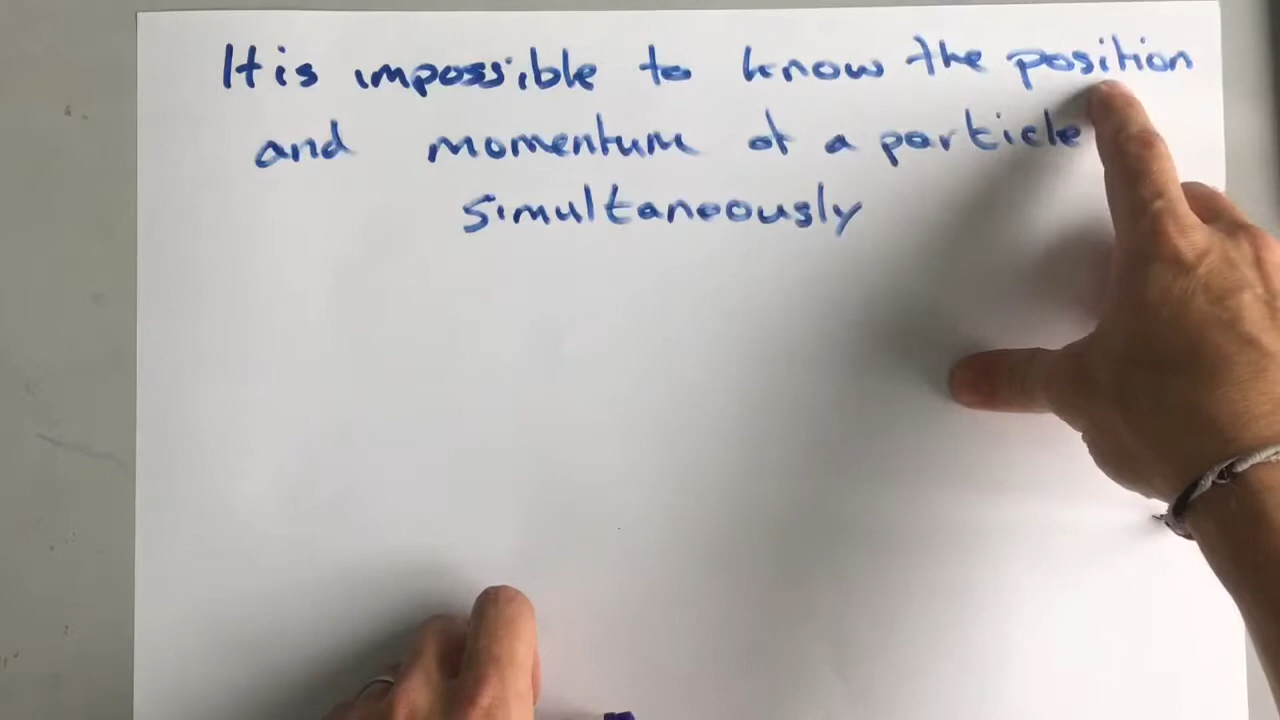 It is impossible to know the position
and momentum of a particle
simultaneously